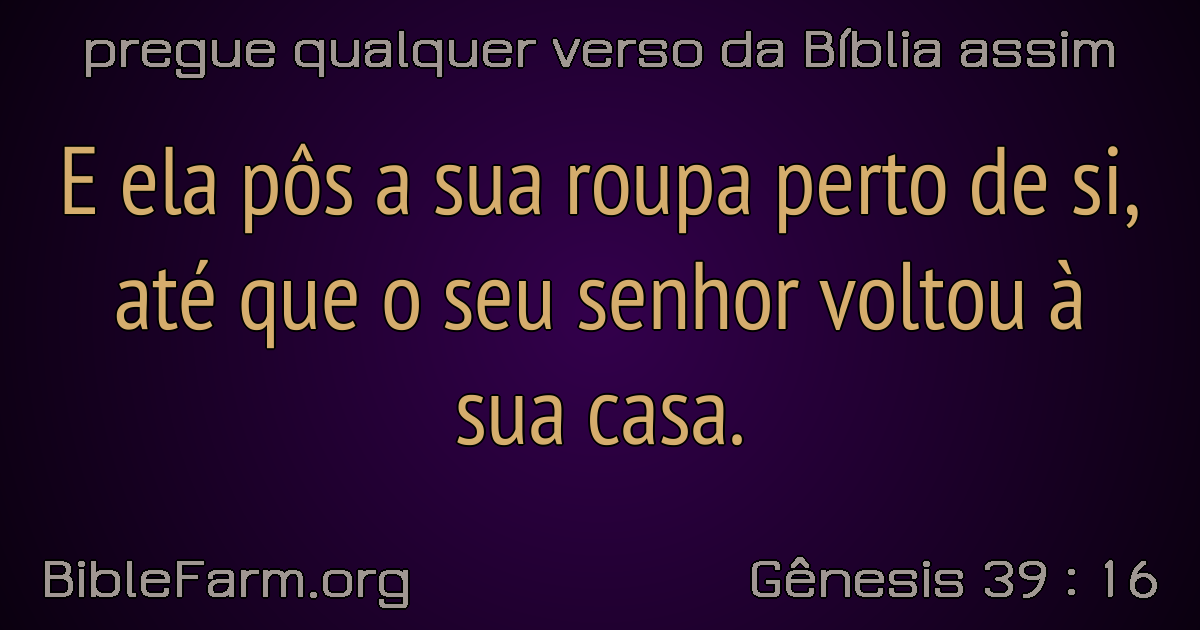 pregue qualquer verso da Bíblia assim
E ela pôs a sua roupa perto de si,
até que o seu senhor voltou à
sua casa.
BibleFarm.org
Gênesis 39 : 16